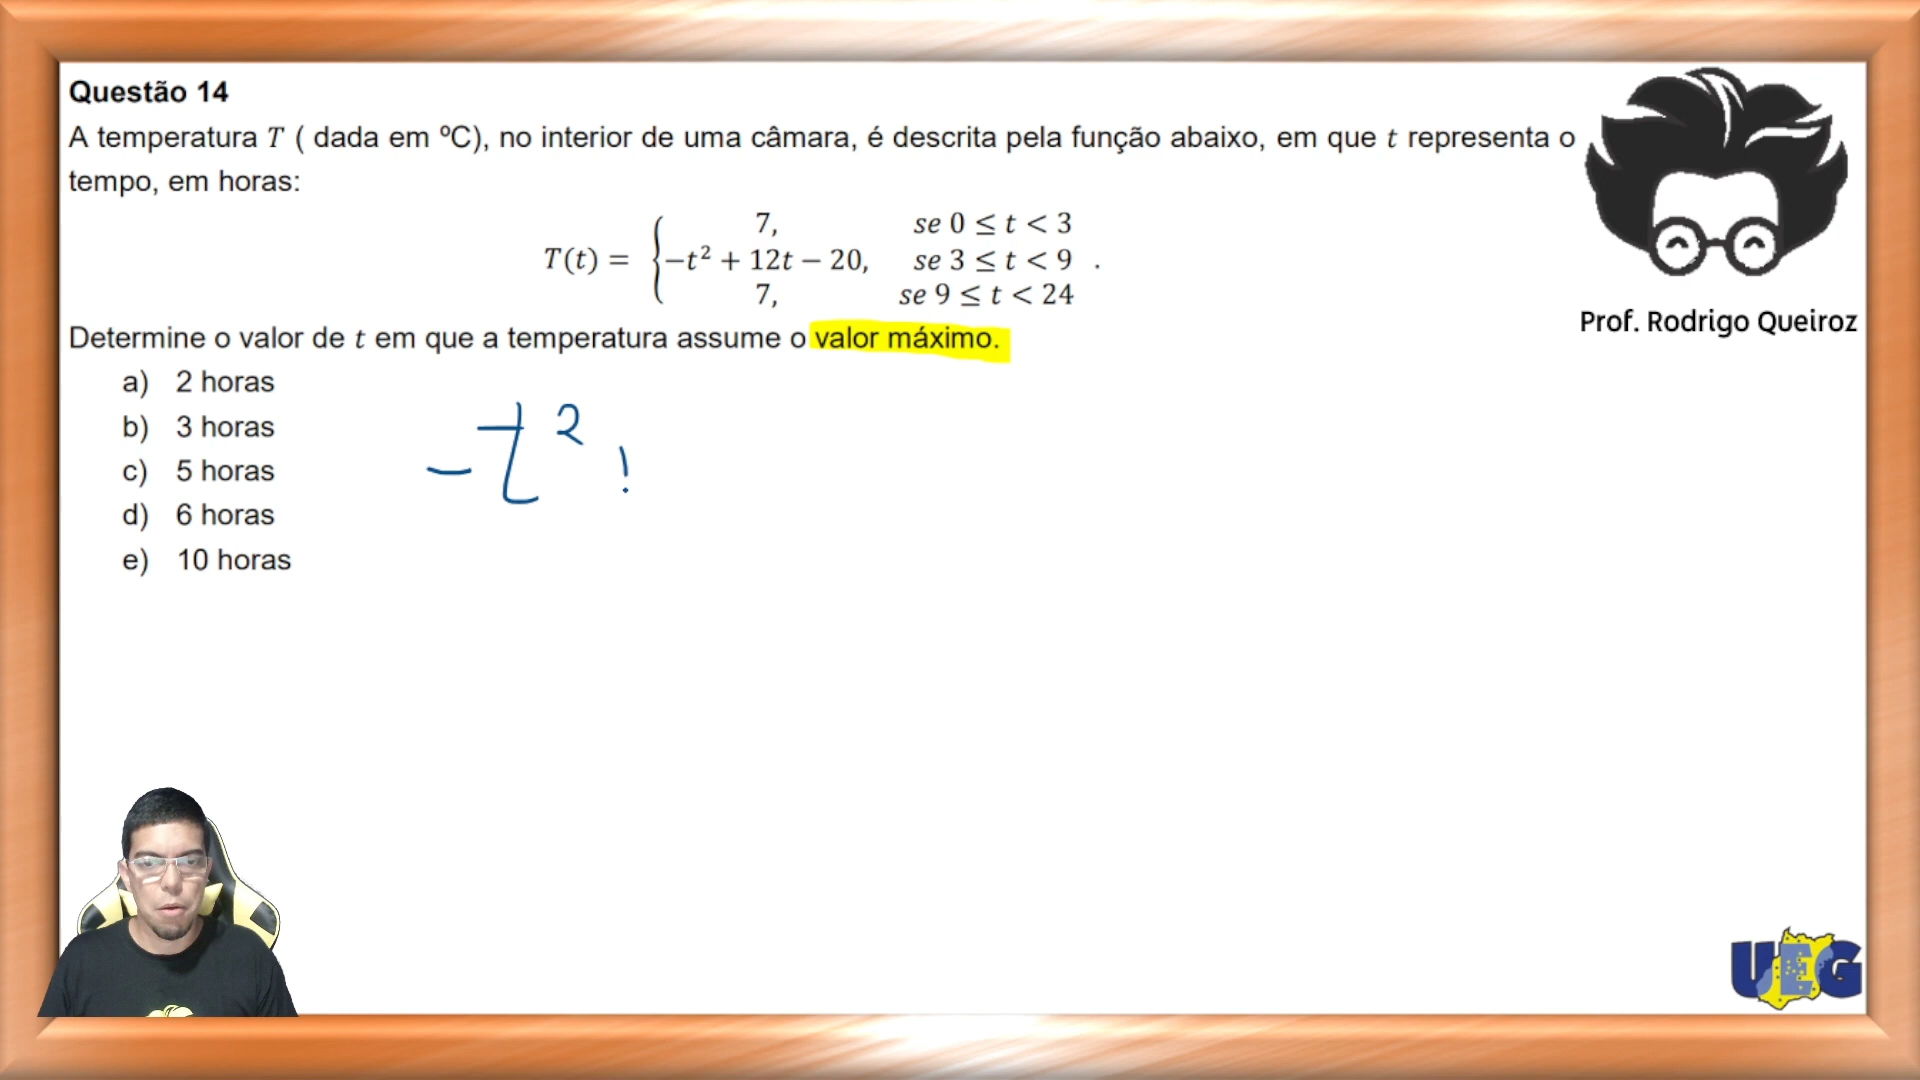 Questão 14
A temperatura T ( dada em ºC), no interior de uma câmara, é descrita pela função abaixo, em que t representa o
tempo, em horas:
7, se 0 ≤ t < 3
T(t) = { −t² + 12t − 20, se 3 ≤ t < 9 .
7, se 9 ≤ t < 24
Determine o valor de t em que a temperatura assume o valor máximo.
a) 2 horas
b) 3 horas
c) 5 horas
d) 6 horas
e) 10 horas
−t² !
Prof. Rodrigo Queiroz
UEG